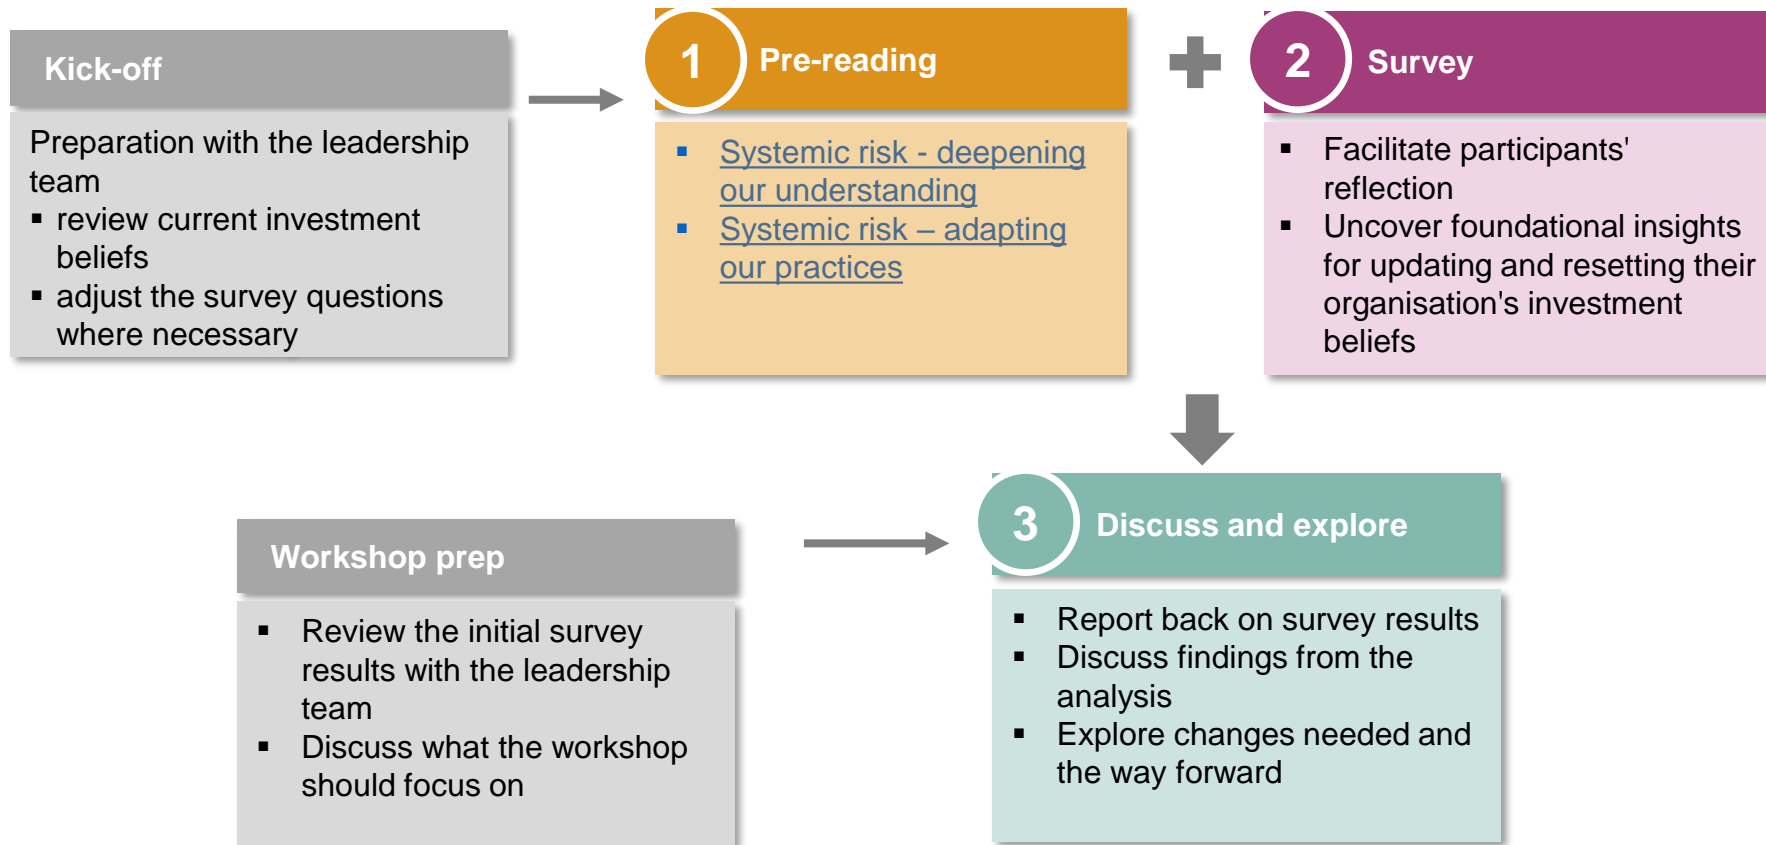 Kick-off
Preparation with the leadership
team
▪ review current investment
beliefs
▪ adjust the survey questions
where necessary
1
Pre-reading
▪ Systemic risk - deepening
our understanding
▪ Systemic risk – adapting
our practices
2
Survey
▪ Facilitate participants'
reflection
▪ Uncover foundational insights
for updating and resetting their
organisation's investment
beliefs
Workshop prep
▪ Review the initial survey
results with the leadership
team
▪ Discuss what the workshop
should focus on
3
Discuss and explore
▪ Report back on survey results
▪ Discuss findings from the
analysis
▪ Explore changes needed and
the way forward